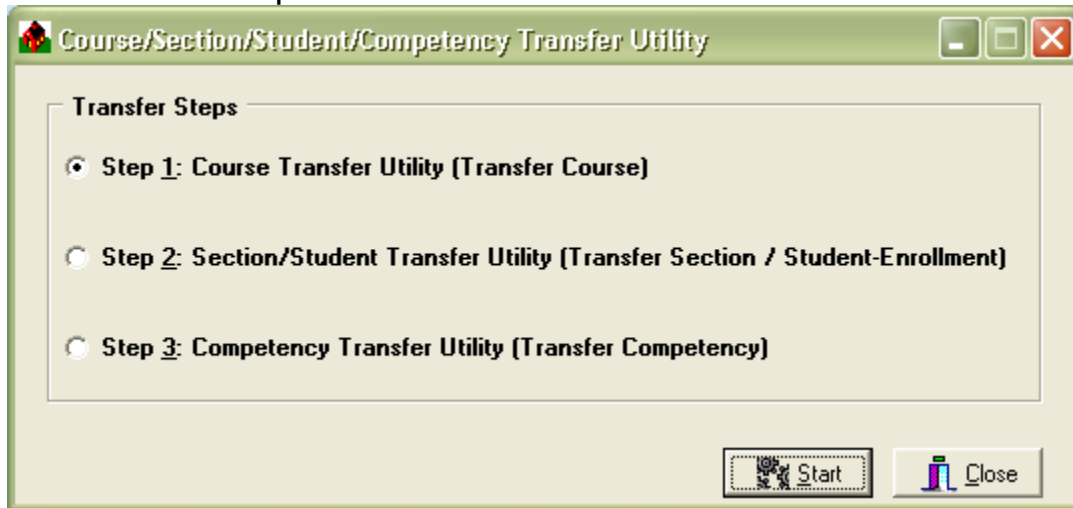 Course/Section/Student/Competency Transfer Utility
Transfer Steps
Step 1: Course Transfer Utility (Transfer Course)
Step 2: Section/Student Transfer Utility (Transfer Section / Student-Enrollment)
Step 3: Competency Transfer Utility (Transfer Competency)
Start
Close